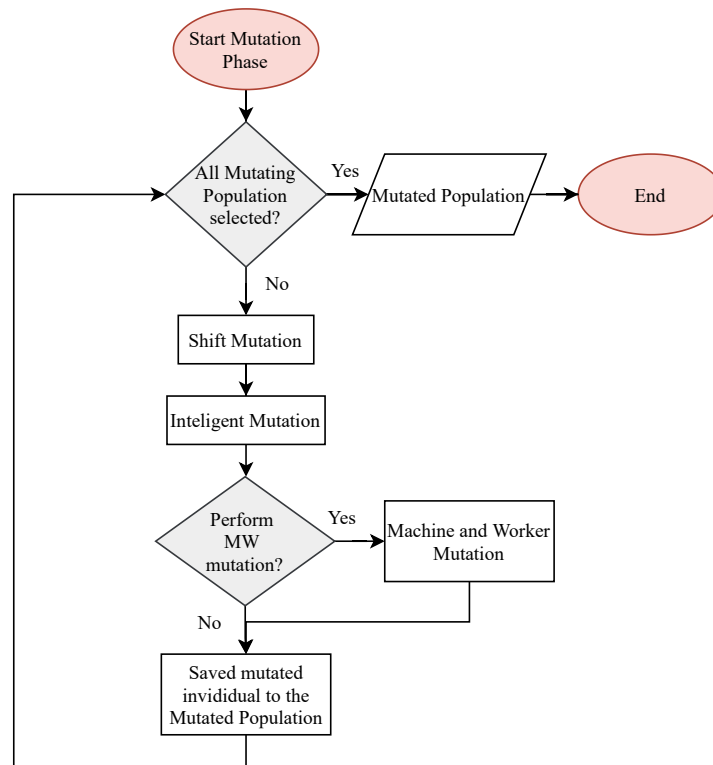 Start Mutation
Phase
All Mutating
Population
selected?
Yes
Mutated Population
End
No
Shift Mutation
Inteligent Mutation
Perform
MW
mutation?
Yes
Machine and Worker
Mutation
No
Saved mutated
invididual to the
Mutated Population